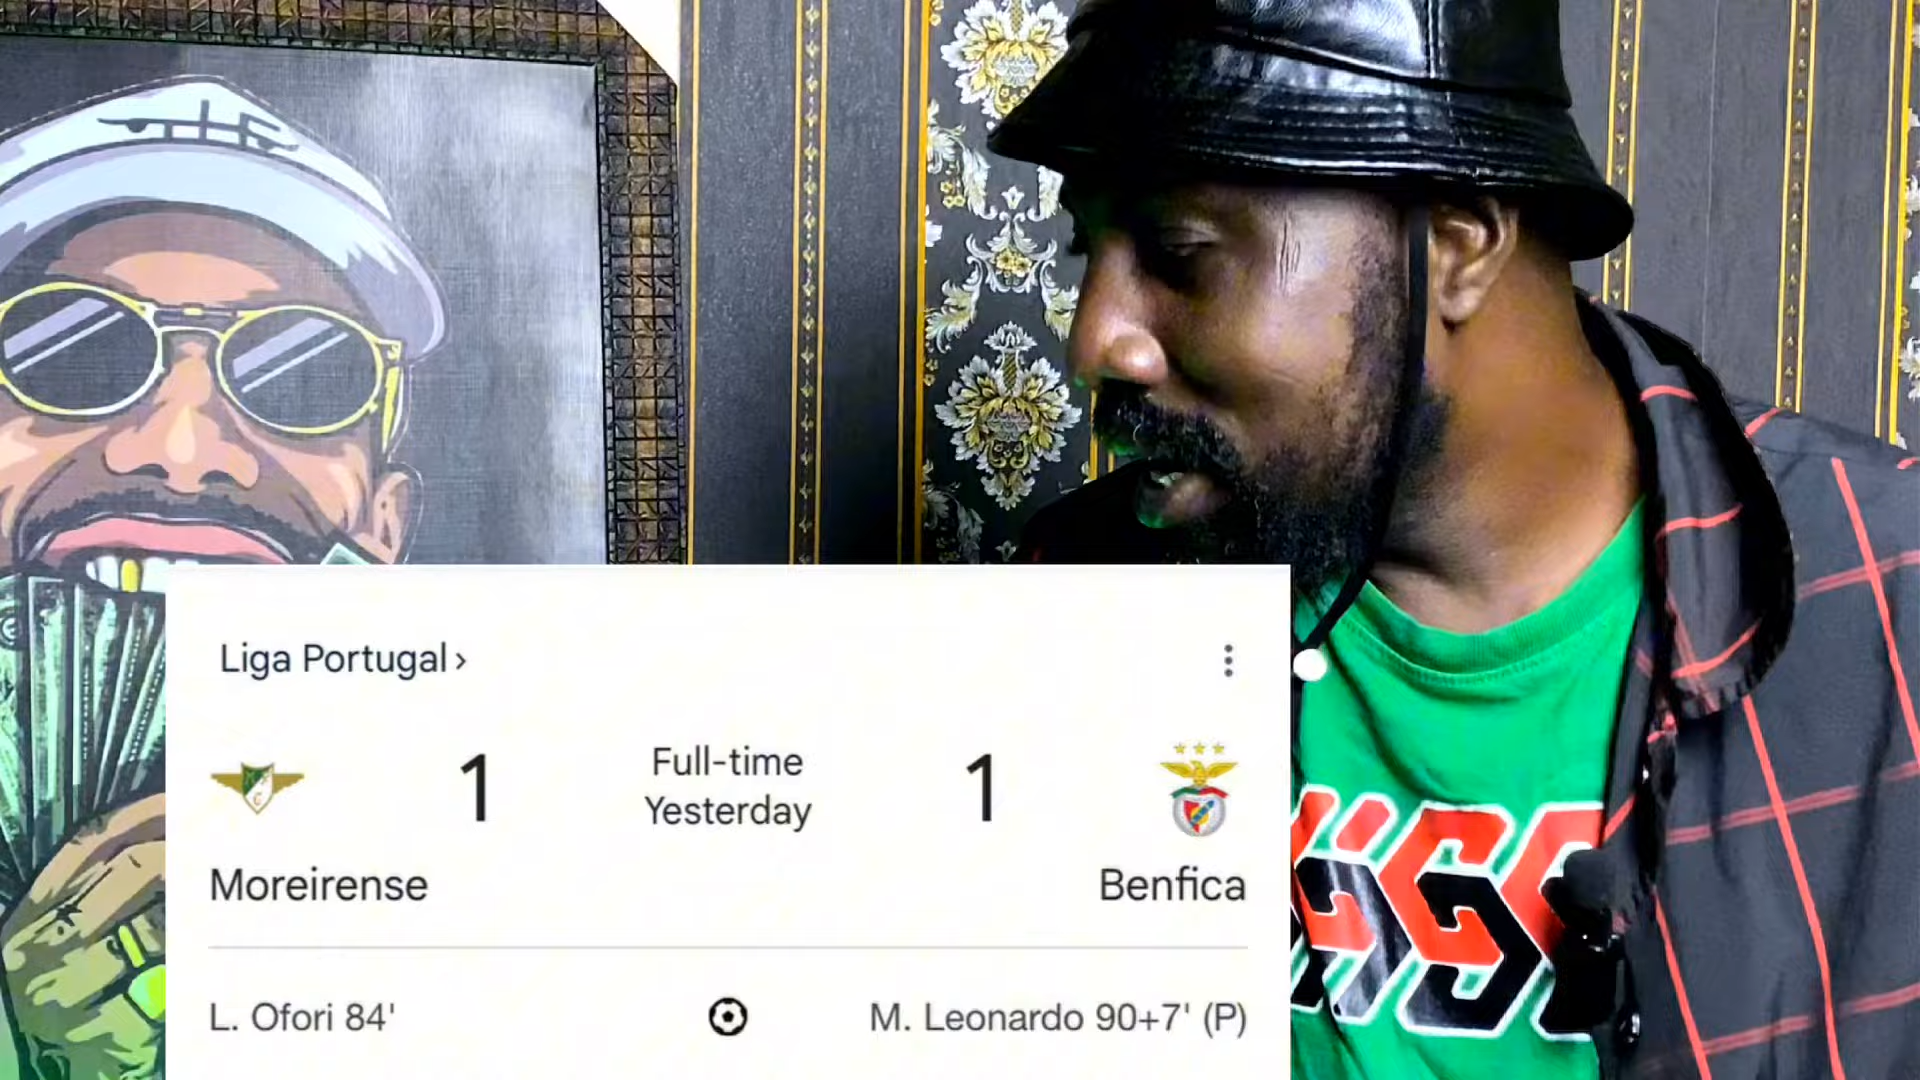 Liga Portugal ›
1 Full-time 1
Yesterday
Moreirense Benfica
L. Ofori 84' M. Leonardo 90+7' (P)